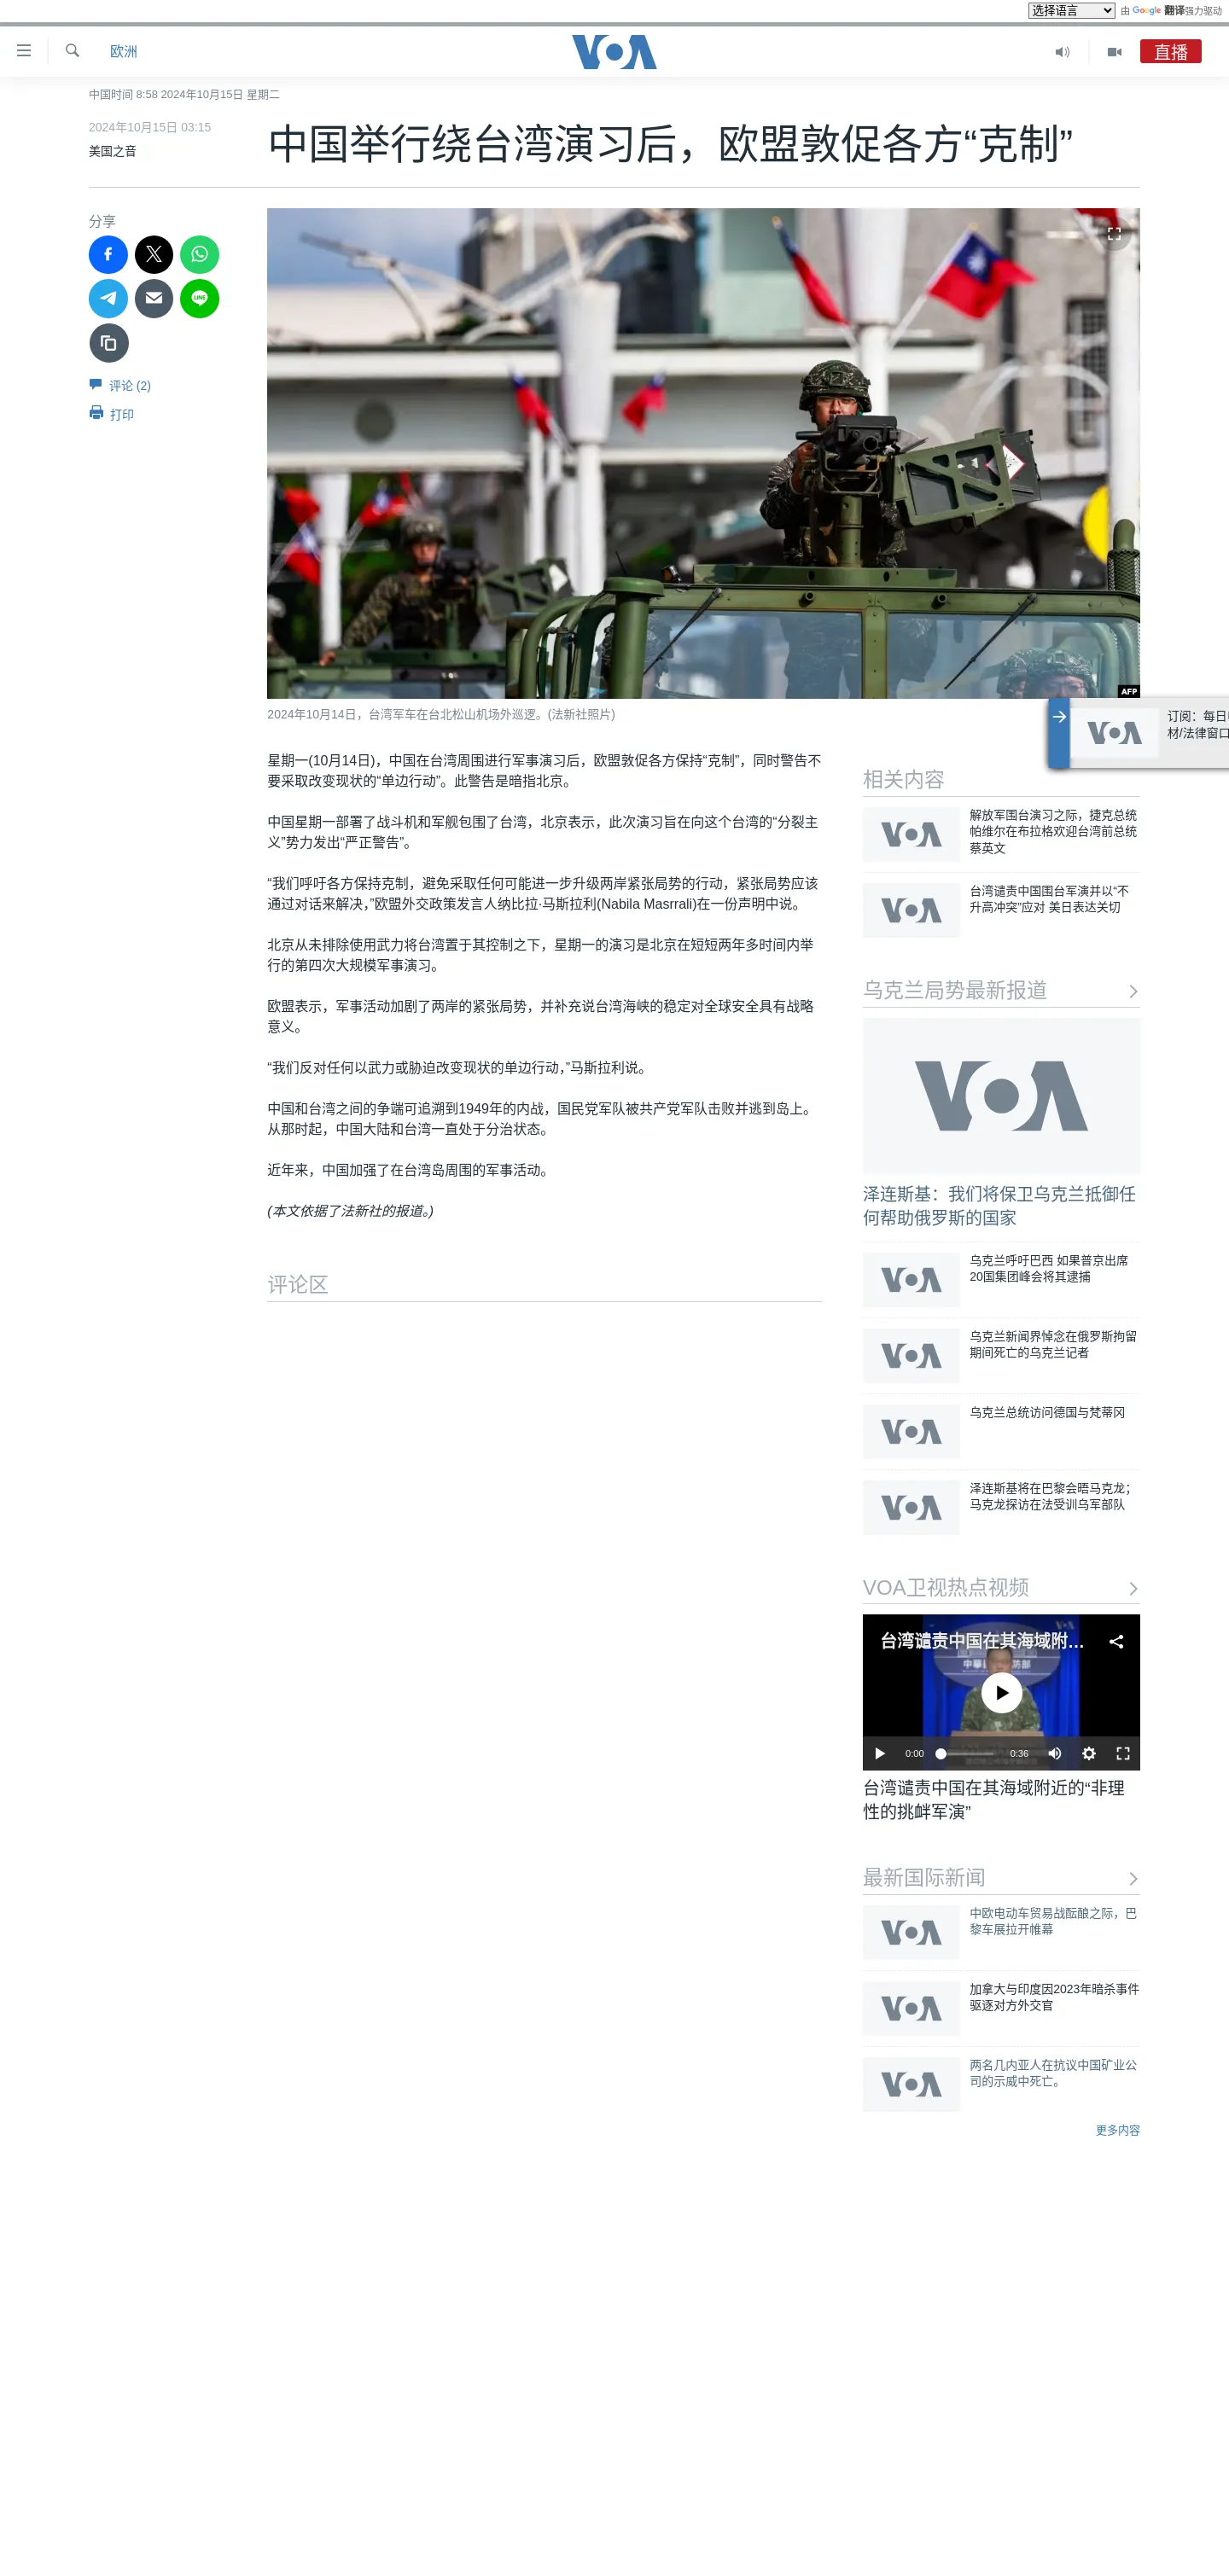 选择语言
由 Google 翻译强力驱动
欧洲
VOA
直播
中国时间 8:58 2024年10月15日 星期二
2024年10月15日 03:15
美国之音
中国举行绕台湾演习后，欧盟敦促各方“克制”
分享
LINE
评论 (2)
打印
AFP
2024年10月14日，台湾军车在台北松山机场外巡逻。(法新社照片)
星期一(10月14日)，中国在台湾周围进行军事演习后，欧盟敦促各方保持“克制”，同时警告不
要采取改变现状的“单边行动”。此警告是暗指北京。
中国星期一部署了战斗机和军舰包围了台湾，北京表示，此次演习旨在向这个台湾的“分裂主
义”势力发出“严正警告”。
“我们呼吁各方保持克制，避免采取任何可能进一步升级两岸紧张局势的行动，紧张局势应该
通过对话来解决，”欧盟外交政策发言人纳比拉·马斯拉利(Nabila Masrrali)在一份声明中说。
北京从未排除使用武力将台湾置于其控制之下，星期一的演习是北京在短短两年多时间内举
行的第四次大规模军事演习。
欧盟表示，军事活动加剧了两岸的紧张局势，并补充说台湾海峡的稳定对全球安全具有战略
意义。
“我们反对任何以武力或胁迫改变现状的单边行动，”马斯拉利说。
中国和台湾之间的争端可追溯到1949年的内战，国民党军队被共产党军队击败并逃到岛上。
从那时起，中国大陆和台湾一直处于分治状态。
近年来，中国加强了在台湾岛周围的军事活动。
(本文依据了法新社的报道。)
评论区
VOA
订阅：每日
材/法律窗口
相关内容
VOA
解放军围台演习之际，捷克总统
帕维尔在布拉格欢迎台湾前总统
蔡英文
VOA
台湾谴责中国围台军演并以“不
升高冲突”应对 美日表达关切
乌克兰局势最新报道
VOA
泽连斯基：我们将保卫乌克兰抵御任
何帮助俄罗斯的国家
VOA
乌克兰呼吁巴西 如果普京出席
20国集团峰会将其逮捕
VOA
乌克兰新闻界悼念在俄罗斯拘留
期间死亡的乌克兰记者
VOA
乌克兰总统访问德国与梵蒂冈
VOA
泽连斯基将在巴黎会晤马克龙；
马克龙探访在法受训乌军部队
VOA卫视热点视频
台湾谴责中国在其海域附...
0:00
0:36
台湾谴责中国在其海域附近的“非理
性的挑衅军演”
最新国际新闻
VOA
中欧电动车贸易战酝酿之际，巴
黎车展拉开帷幕
VOA
加拿大与印度因2023年暗杀事件
驱逐对方外交官
VOA
两名几内亚人在抗议中国矿业公
司的示威中死亡。
更多内容